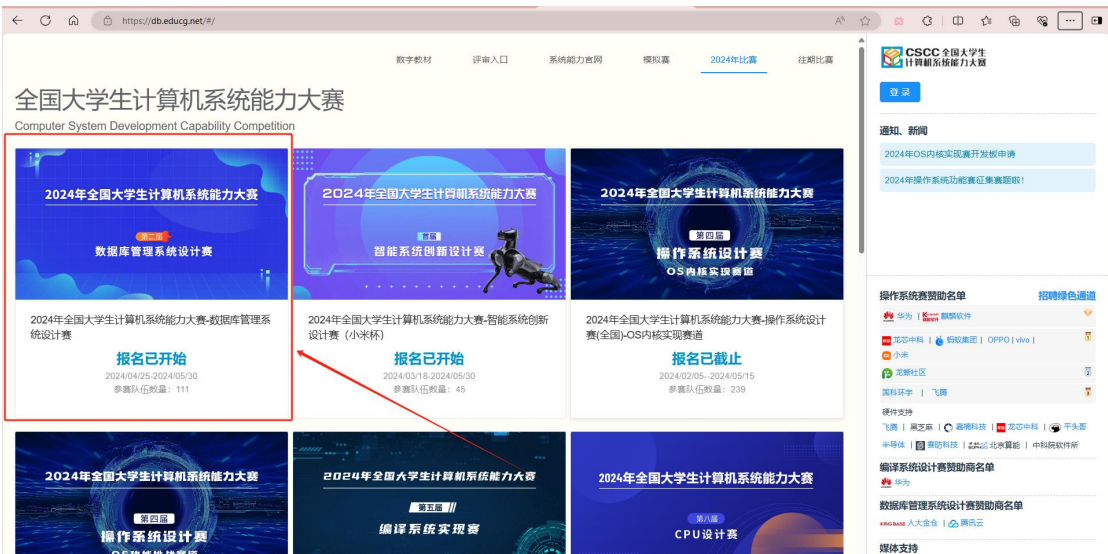 https://db.educg.net/#/
数字教材 评审入口 系统能力官网 模拟赛 2024年比赛 往期比赛
全国大学生计算机系统能力大赛
Computer System Development Capability Competition
2024年全国大学生计算机系统能力大赛
第二届
数据库管理系统设计赛
2024年全国大学生计算机系统能力大赛-数据库管理系
统设计赛
报名已开始
2024/04/25-2024/05/30
参赛队伍数量：111
2024年全国大学生计算机系统能力大赛
首届
智能系统创新设计赛
2024年全国大学生计算机系统能力大赛-智能系统创新
设计赛（小米杯）
报名已开始
2024/03/18-2024/05/30
参赛队伍数量：45
2024年全国大学生计算机系统能力大赛
第四届
操作系统设计赛
OS内核实现赛道
2024年全国大学生计算机系统能力大赛-操作系统设计
赛(全国)-OS内核实现赛道
报名已截止
2024/02/05--2024/05/15
参赛队伍数量：239
2024年全国大学生计算机系统能力大赛
第四届
操作系统设计赛
2024年全国大学生计算机系统能力大赛
第五届
编译系统实现赛
2024年全国大学生计算机系统能力大赛
第八届
CPU设计赛
CSCC 全国大学生
计算机系统能力大赛
登录
通知、新闻
2024年OS内核实现赛开发板申请
2024年操作系统功能赛征集赛题啦！
操作系统赛赞助名单 招聘绿色通道
华为 | 麒麟软件
龙芯中科 | 蚂蚁集团 | OPPO | vivo |
小米
龙蜥社区
国科环宇 | 飞腾
硬件支持
飞腾 | 黑芝麻 | 嘉楠科技 | 龙芯中科 | 平头哥
半导体 | 赛昉科技 | 北京算能 | 中科院软件所
编译系统设计赛赞助商名单
华为
数据库管理系统设计赛赞助商名单
人大金仓 | 腾讯云
媒体支持